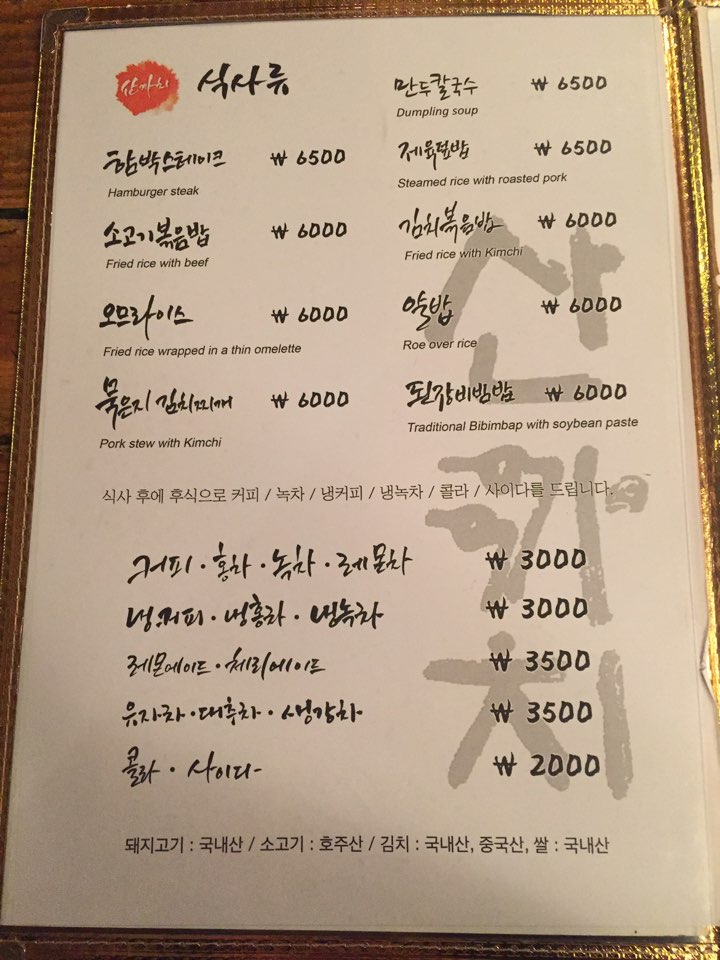 산까치 식사류
함박스테이크 ₩ 6500
Hamburger steak
소고기볶음밥 ₩ 6000
Fried rice with beef
오므라이스 ₩ 6000
Fried rice wrapped in a thin omelette
묵은지 김치찌개 ₩ 6000
Pork stew with Kimchi
만두칼국수 ₩ 6500
Dumpling soup
제육덮밥 ₩ 6500
Steamed rice with roasted pork
김치볶음밥 ₩ 6000
Fried rice with Kimchi
알밥 ₩ 6000
Roe over rice
된장비빔밥 ₩ 6000
Traditional Bibimbap with soybean paste
산까치
식사 후에 후식으로 커피 / 녹차 / 냉커피 / 냉녹차 / 콜라 / 사이다를 드립니다.
커피 · 홍차 · 녹차 · 레몬차 ₩ 3000
냉커피 · 냉홍차 · 냉녹차 ₩ 3000
레몬에이드 · 체리에이드 ₩ 3500
유자차 · 대추차 · 생강차 ₩ 3500
콜라 · 사이다 ₩ 2000
돼지고기 : 국내산 / 소고기 : 호주산 / 김치 : 국내산, 중국산, 쌀 : 국내산